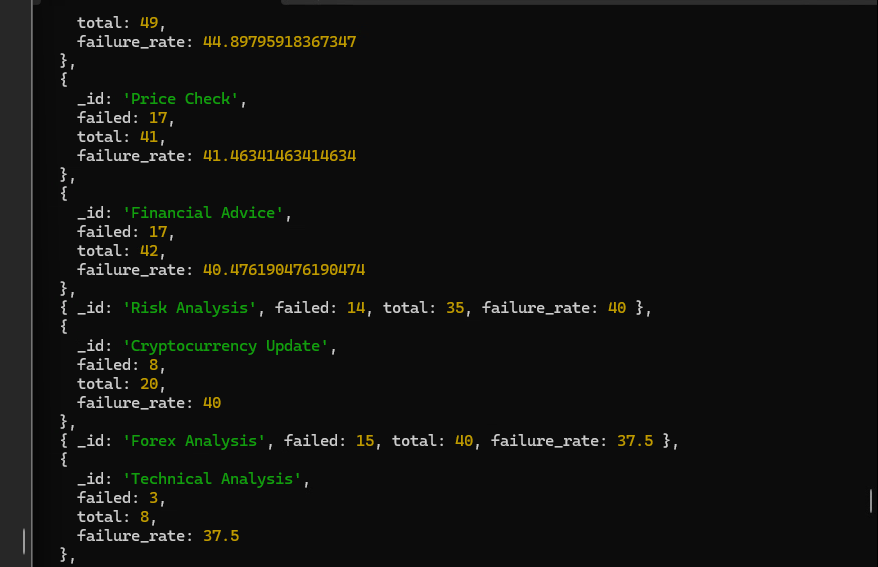 total: 49,
failure_rate: 44.89795918367347
},
{
_id: 'Price Check',
failed: 17,
total: 41,
failure_rate: 41.46341463414634
},
{
_id: 'Financial Advice',
failed: 17,
total: 42,
failure_rate: 40.476190476190474
},
{ _id: 'Risk Analysis', failed: 14, total: 35, failure_rate: 40 },
{
_id: 'Cryptocurrency Update',
failed: 8,
total: 20,
failure_rate: 40
},
{ _id: 'Forex Analysis', failed: 15, total: 40, failure_rate: 37.5 },
{
_id: 'Technical Analysis',
failed: 3,
total: 8,
failure_rate: 37.5
},